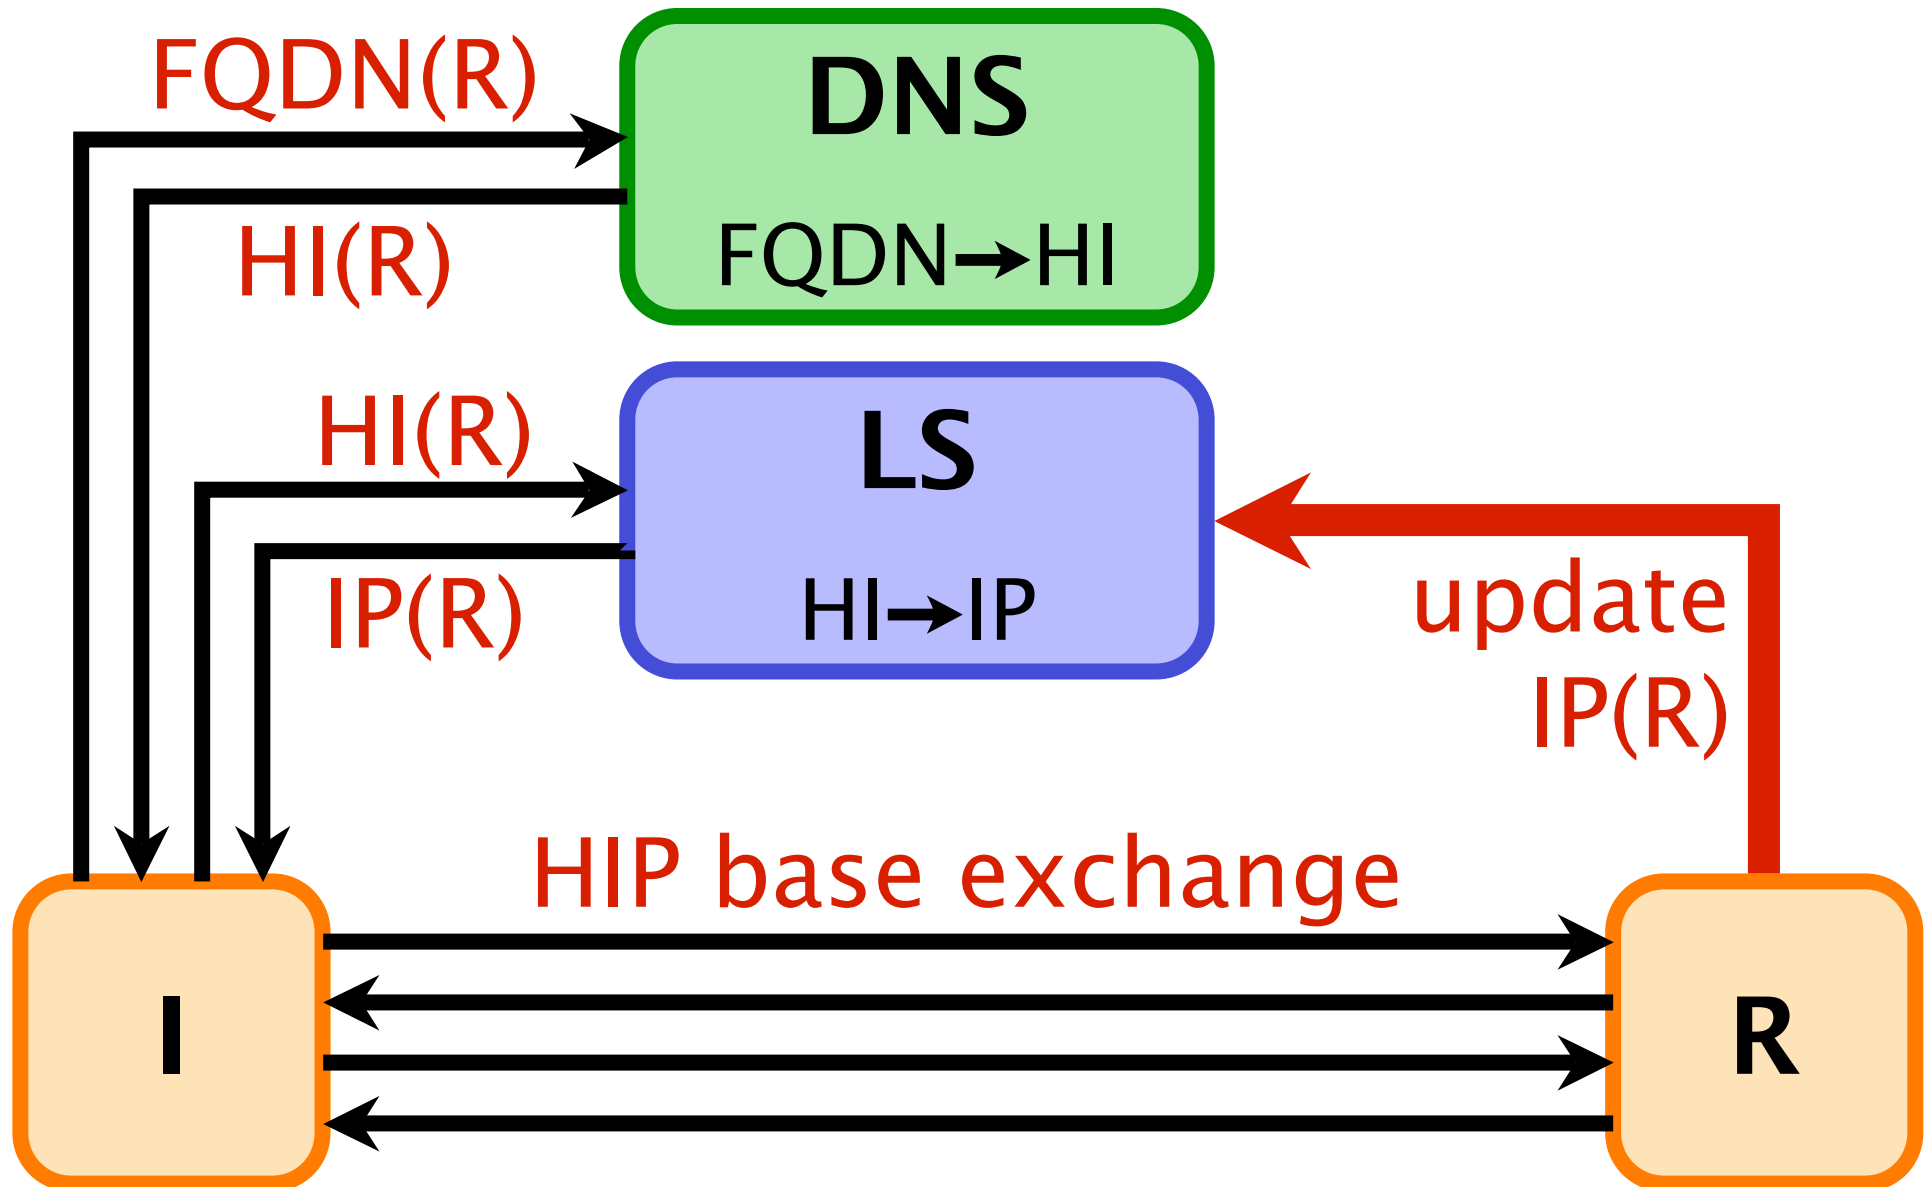 FQDN(R)
DNS
HI(R)
FQDN→HI
HI(R)
LS
IP(R)
HI→IP
update
IP(R)
HIP base exchange
I
R